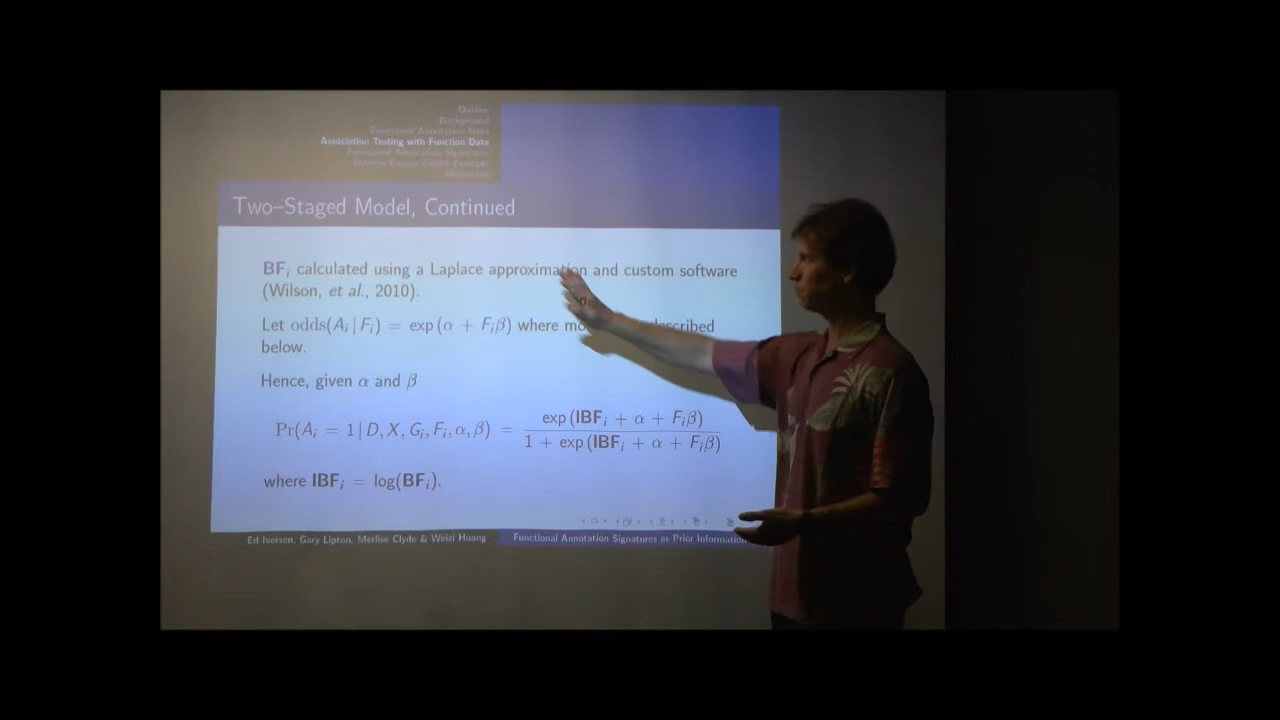 Outline
Background
Functional Annotation Data
Association Testing with Function Data
Functional Annotation Signatures
Discussion
Two–Staged Model, Continued
BFᵢ calculated using a Laplace approximation and custom software
(Wilson, et al., 2010).
Let odds(Aᵢ | Fᵢ) = exp (α + Fᵢβ) where described
below.
Hence, given α and β
Pr(Aᵢ = 1 | D, X, Gᵢ, Fᵢ, α, β) = exp (lBFᵢ + α + Fᵢβ) / 1 + exp (lBFᵢ + α + Fᵢβ)
where lBFᵢ = log(BFᵢ).
Ed Iversen, Gary Lipton, Merlise Clyde & Weizi Huang Functional Annotation Signatures as Prior Information